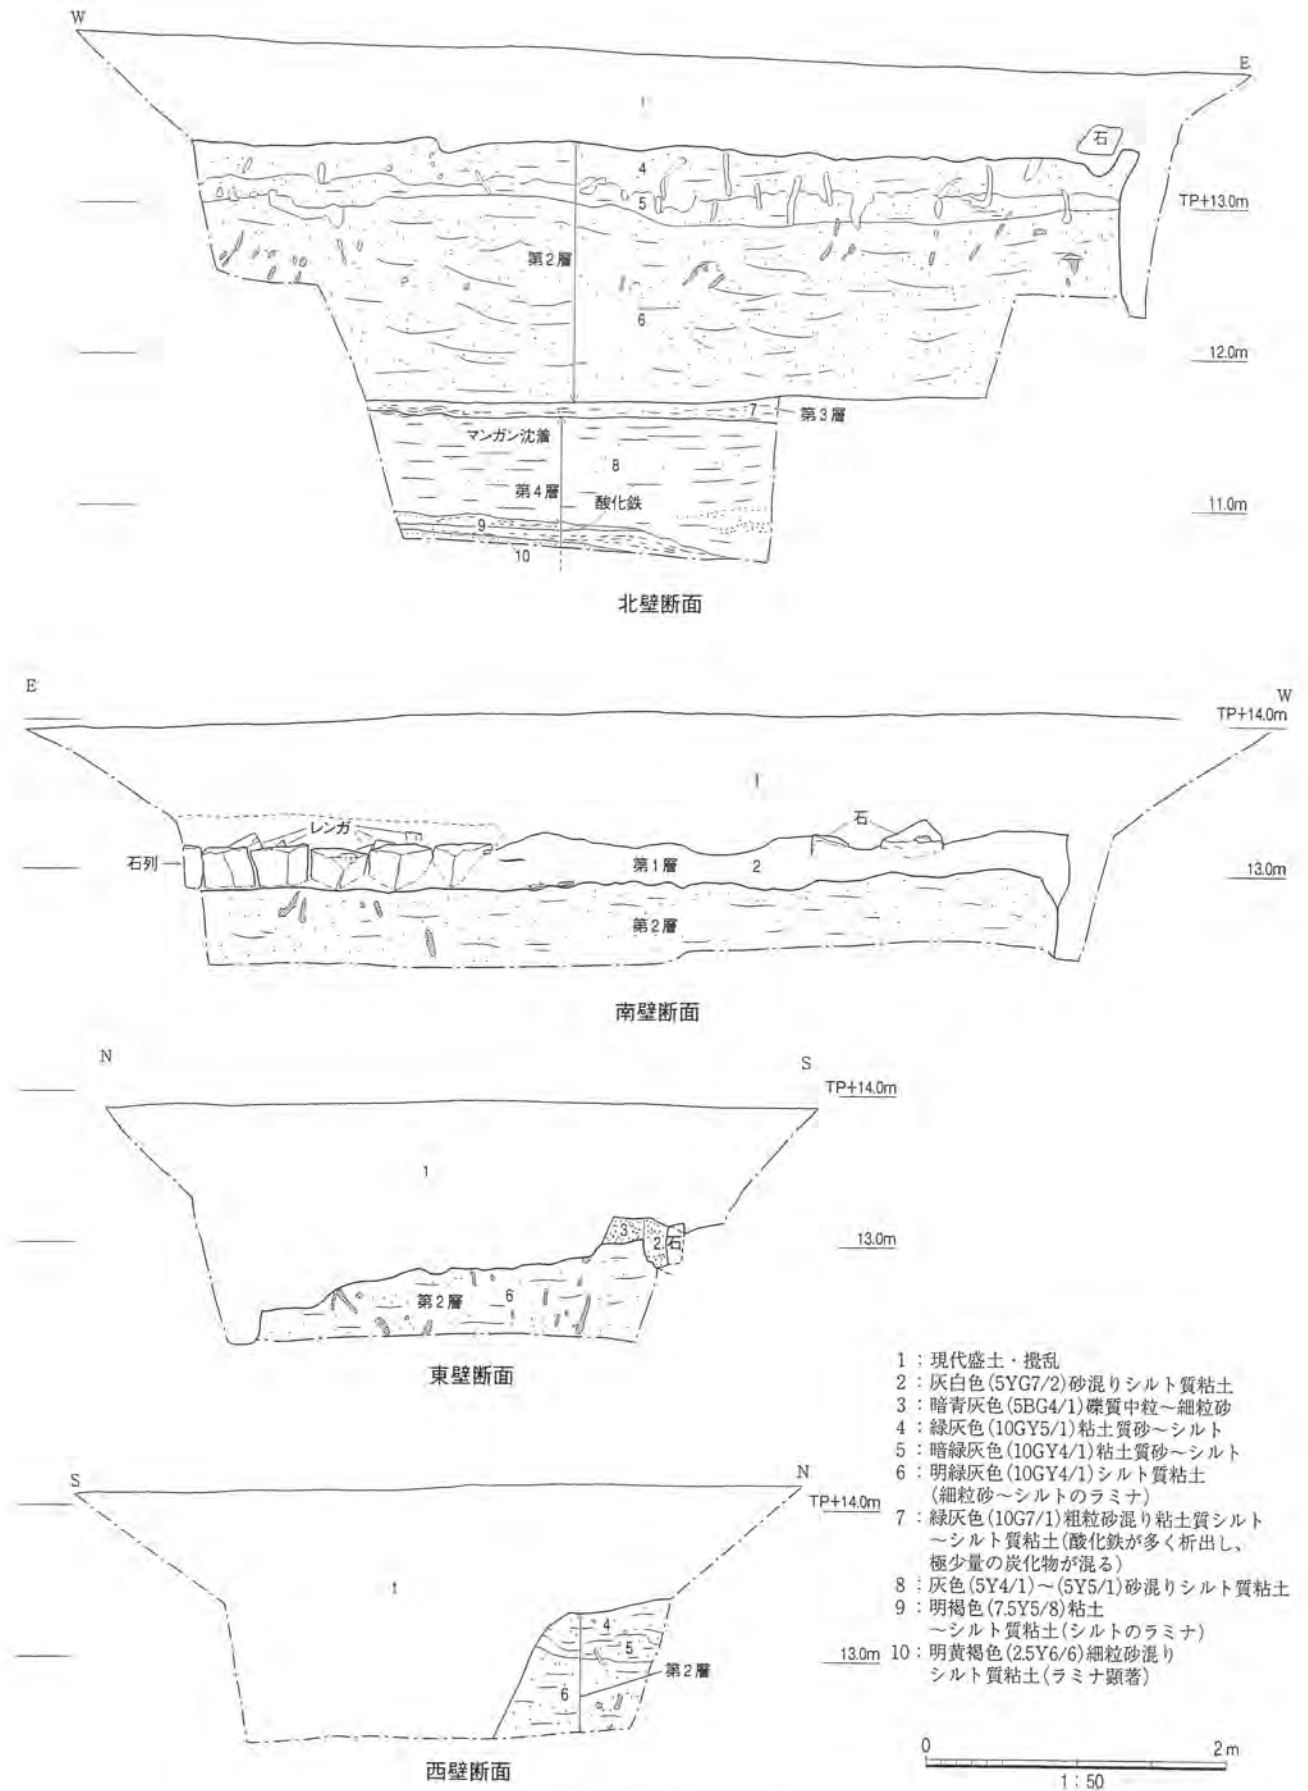 W
E
1
石
4
5
TP+13.0m
第2層
6
12.0m
7
第3層
マンガン沈着
8
第4層
酸化鉄
11.0m
9
10
北壁断面
E
W
TP+14.0m
1
レンガ
石
石列
第1層
2
13.0m
第2層
南壁断面
N
S
TP+14.0m
1
3
2
石
13.0m
第2層
6
東壁断面
S
N
TP+14.0m
1
4
5
13.0m
第2層
6
西壁断面
1:現代盛土・攪乱
2:灰白色(5YG7/2)砂混りシルト質粘土
3:暗青灰色(5BG4/1)礫質中粒~細粒砂
4:緑灰色(10GY5/1)粘土質砂~シルト
5:暗緑灰色(10GY4/1)粘土質砂~シルト
6:明緑灰色(10GY4/1)シルト質粘土
(細粒砂~シルトのラミナ)
7:緑灰色(10G7/1)粗粒砂混り粘土質シルト
~シルト質粘土(酸化鉄が多く析出し、
極少量の炭化物が混る)
8:灰色(5Y4/1)~(5Y5/1)砂混りシルト質粘土
9:明褐色(7.5Y5/8)粘土
~シルト質粘土(シルトのラミナ)
10:明黄褐色(2.5Y6/6)細粒砂混り
シルト質粘土(ラミナ顕著)
0
2m
1:50